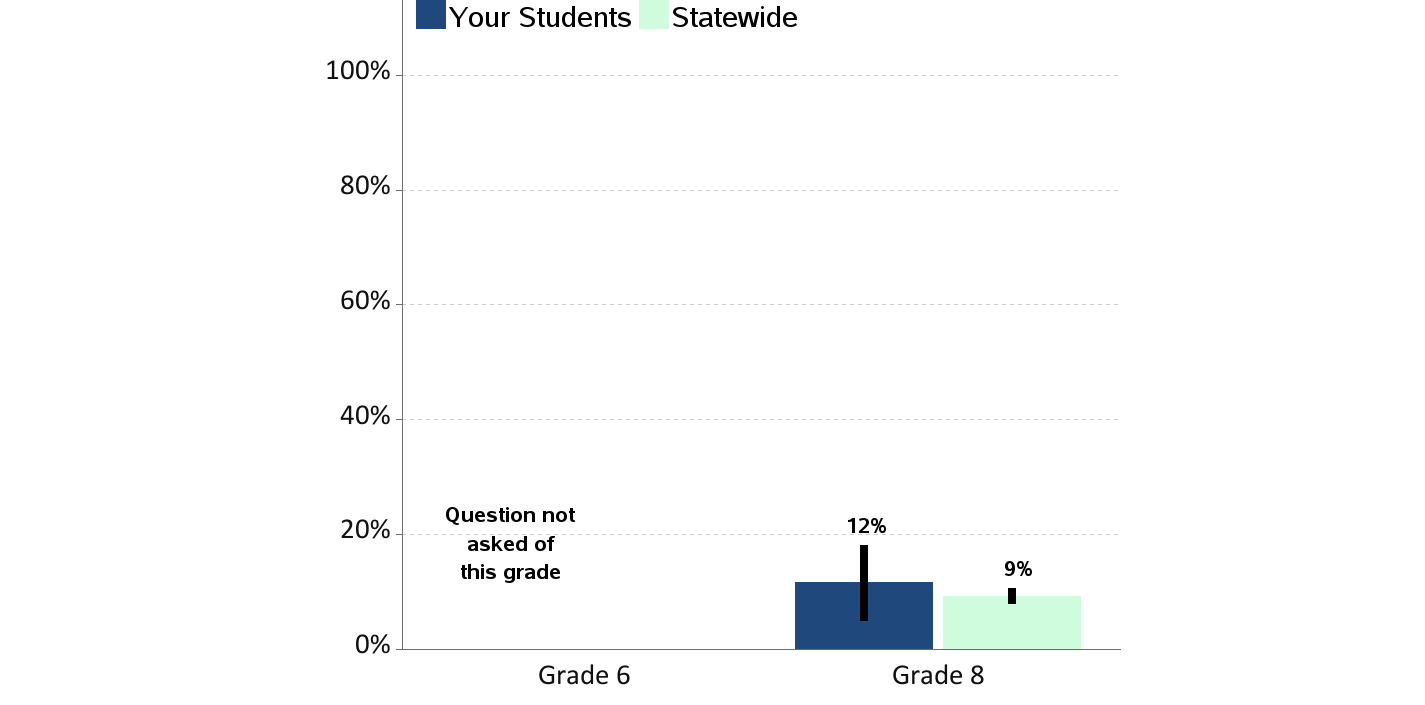 Your Students Statewide
100%
80%
60%
40%
20%
0%
Question not
asked of
this grade
12%
9%
Grade 6 Grade 8